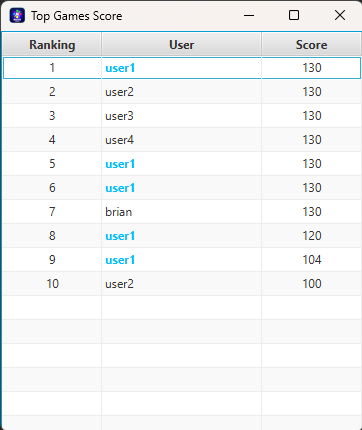 Top Games Score
Ranking User Score
1 user1 130
2 user2 130
3 user3 130
4 user4 130
5 user1 130
6 user1 130
7 brian 130
8 user1 120
9 user1 104
10 user2 100